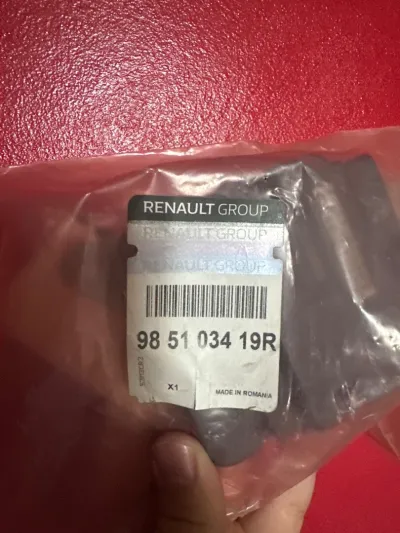 RENAULT GROUP
RENAULT GROUP
RENAULT GROUP
98 51 034 19R
X1
MADE IN ROMANIA